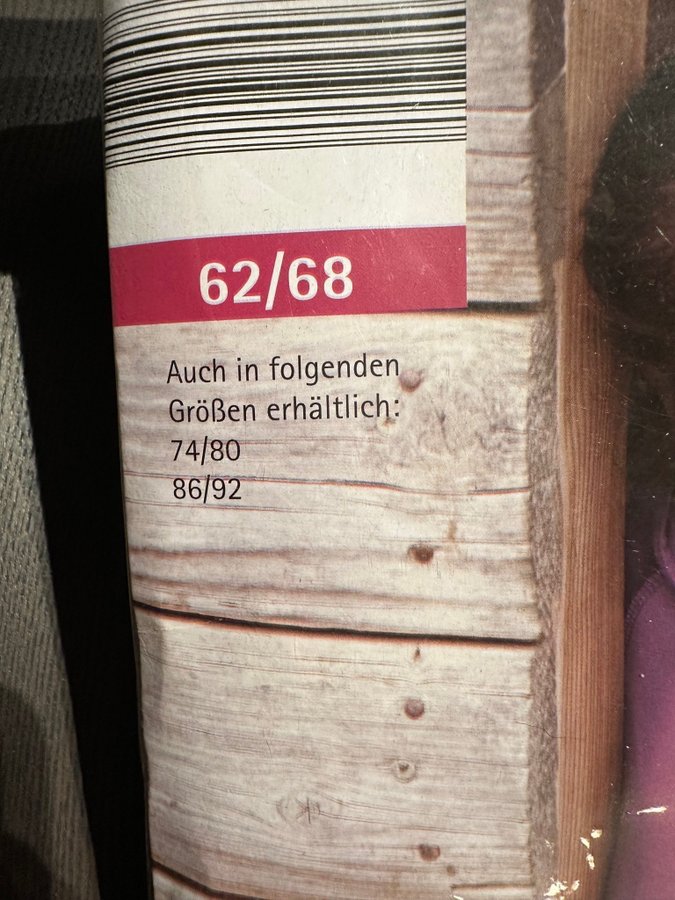 62/68
Auch in folgenden
Größen erhältlich:
74/80
86/92